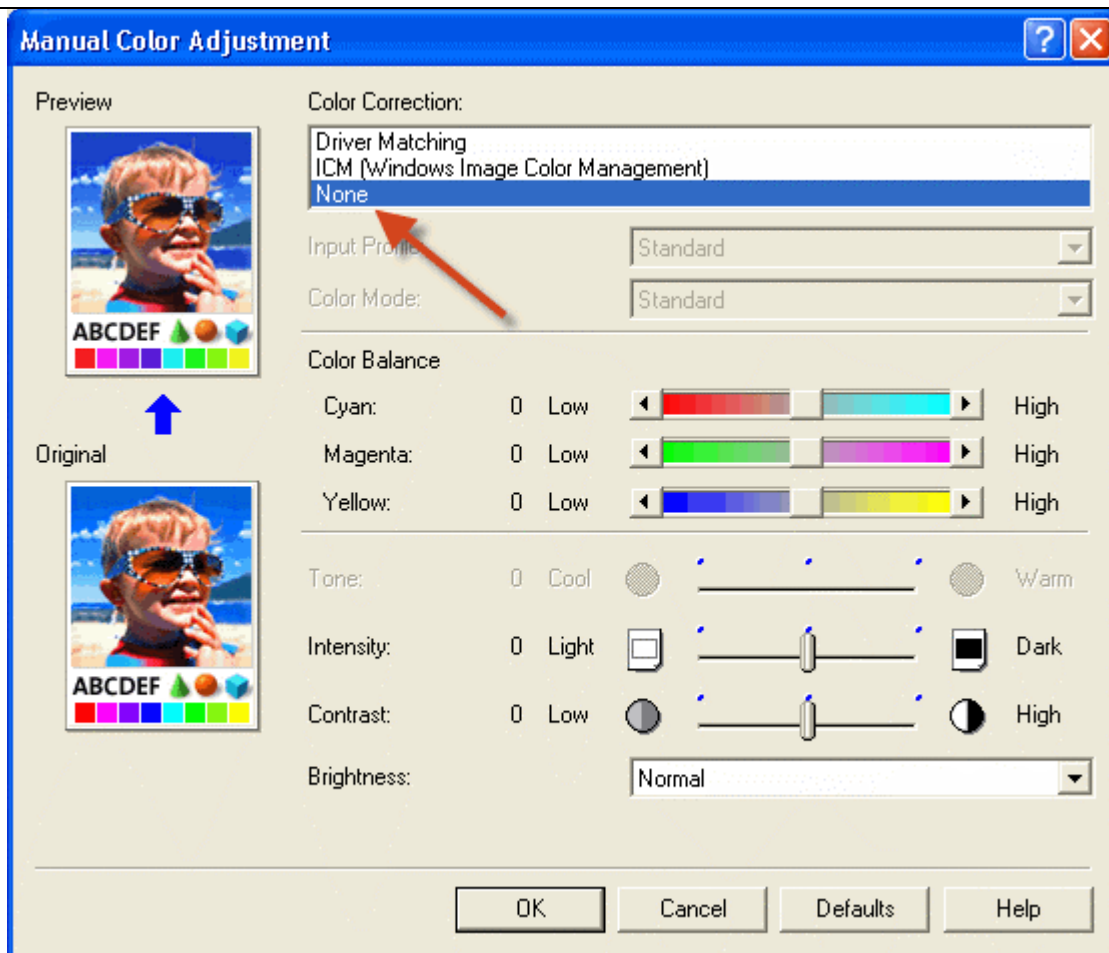 Manual Color Adjustment
Preview
Color Correction:
Driver Matching
ICM (Windows Image Color Management)
None
Input Profile:
Standard
Color Mode:
Standard
ABCDEF
Color Balance
Cyan: 0 Low High
Magenta: 0 Low High
Yellow: 0 Low High
Original
ABCDEF
Tone: 0 Cool Warm
Intensity: 0 Light Dark
Contrast: 0 Low High
Brightness: Normal
OK Cancel Defaults Help